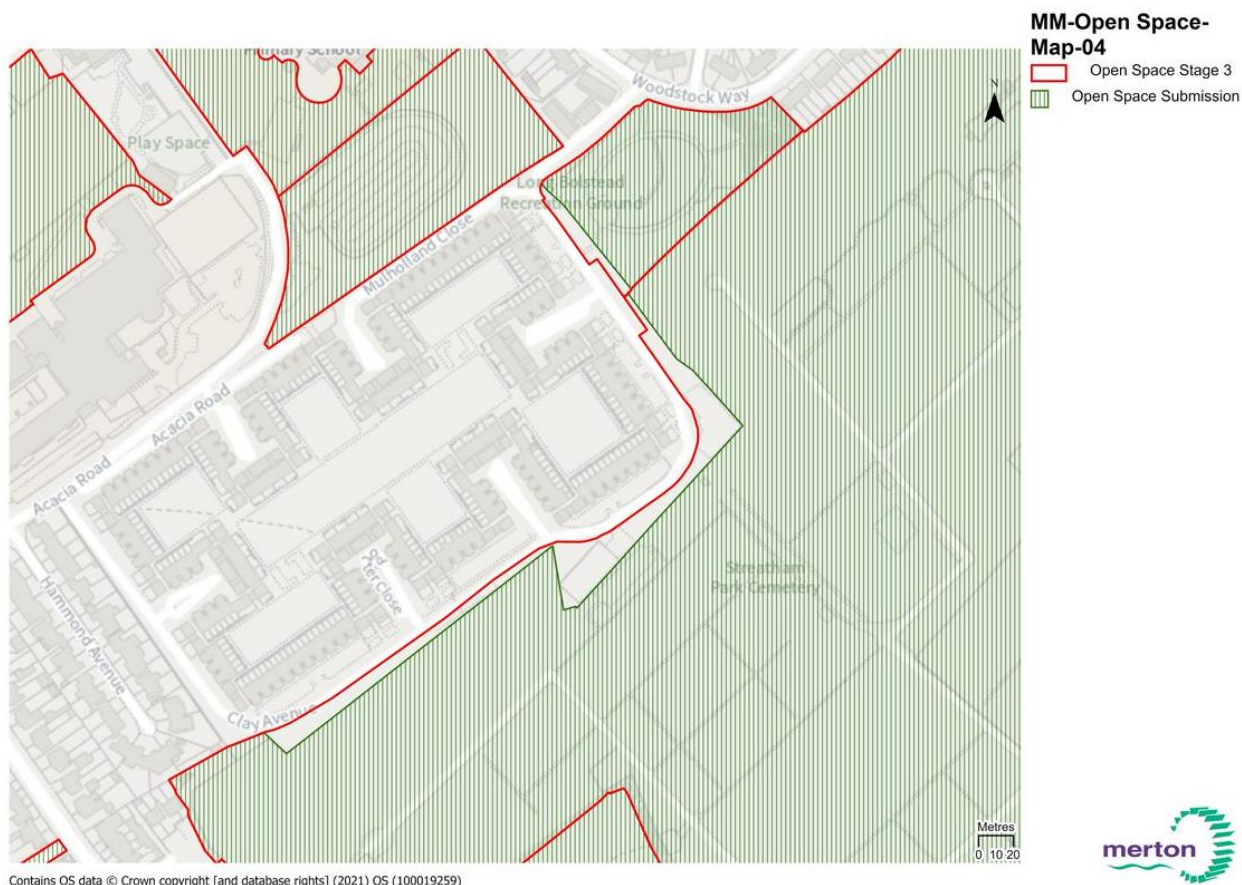 MM-Open Space-
Map-04
Open Space Stage 3
Open Space Submission
Primary School
Woodstock Way
N
Play Space
Long Bolstead
Recreation Ground
Mulholland Close
Acacia Road
Acacia Road
Streatham
Park Cemetery
Hammond Avenue
Clay Avenue
Metres
0 10 20
merton
Contains OS data © Crown copyright [and database rights] (2021) OS (100019259)